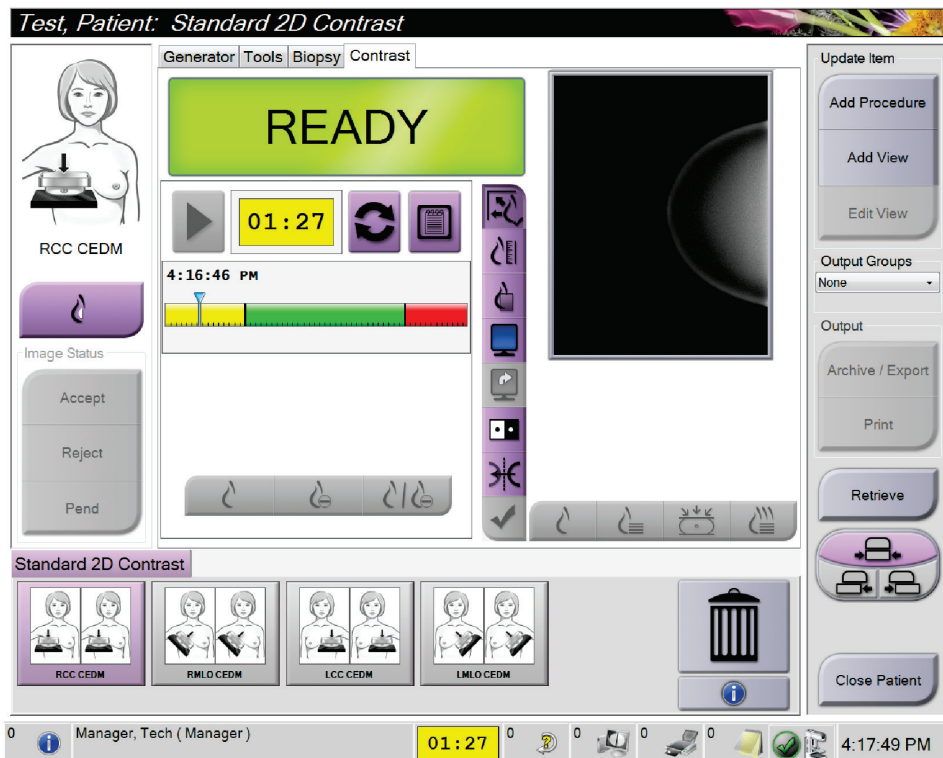 Test, Patient: Standard 2D Contrast
Generator Tools Biopsy Contrast
READY
01:27
4:16:46 PM
RCC CEDM
Image Status
Accept
Reject
Pend
Update Item
Add Procedure
Add View
Edit View
Output Groups
None
Output
Archive / Export
Print
Retrieve
Close Patient
Standard 2D Contrast
RCC CEDM RMLO CEDM LCC CEDM LMLO CEDM
0 Manager, Tech ( Manager ) 01:27 0 0 0 0 4:17:49 PM